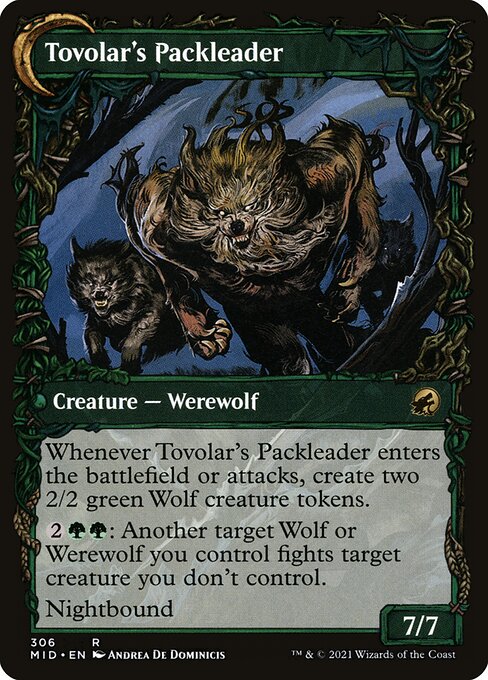 Tovolar's Packleader
Creature — Werewolf
Whenever Tovolar's Packleader enters
the battlefield or attacks, create two
2/2 green Wolf creature tokens.
2: Another target Wolf or
Werewolf you control fights target
creature you don't control.
Nightbound
7/7
306 R
MID • EN Andrea De Dominicis
™ & © 2021 Wizards of the Coast